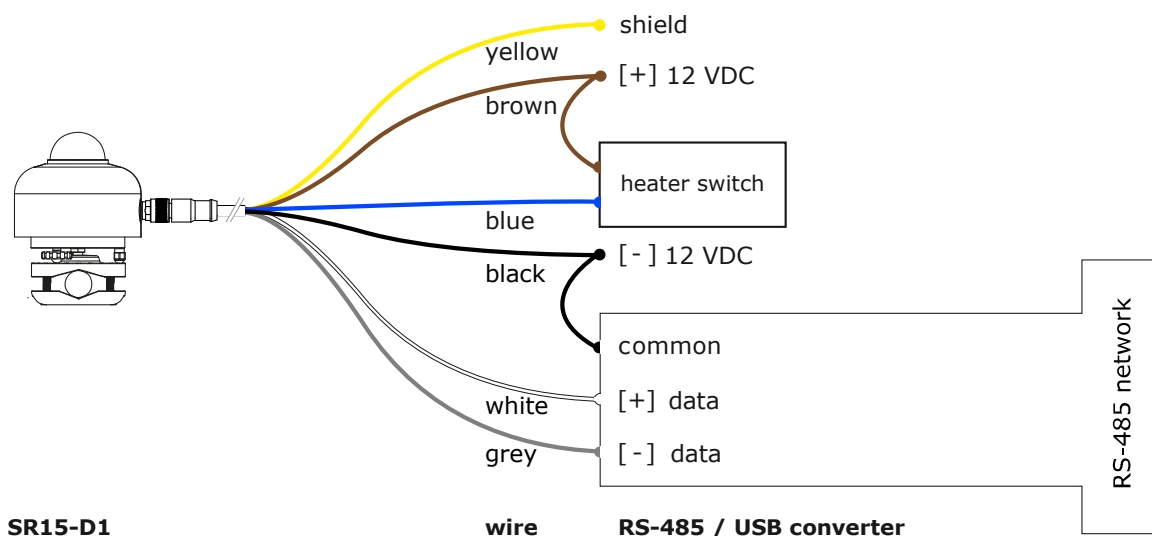 yellow shield
brown [+] 12 VDC
heater switch
blue
black [-] 12 VDC
common
white [+] data
grey [-] data
RS-485 network
SR15-D1 wire RS-485 / USB converter